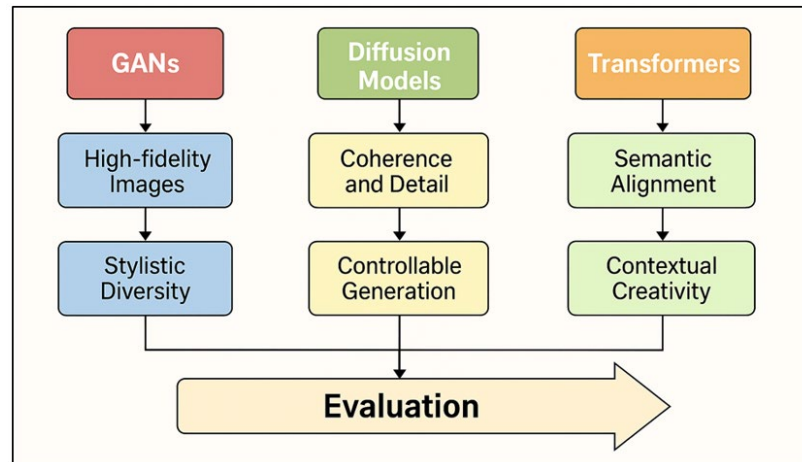 GANs
High-fidelity
Images
Stylistic
Diversity
Diffusion
Models
Coherence
and Detail
Controllable
Generation
Transformers
Semantic
Alignment
Contextual
Creativity
Evaluation